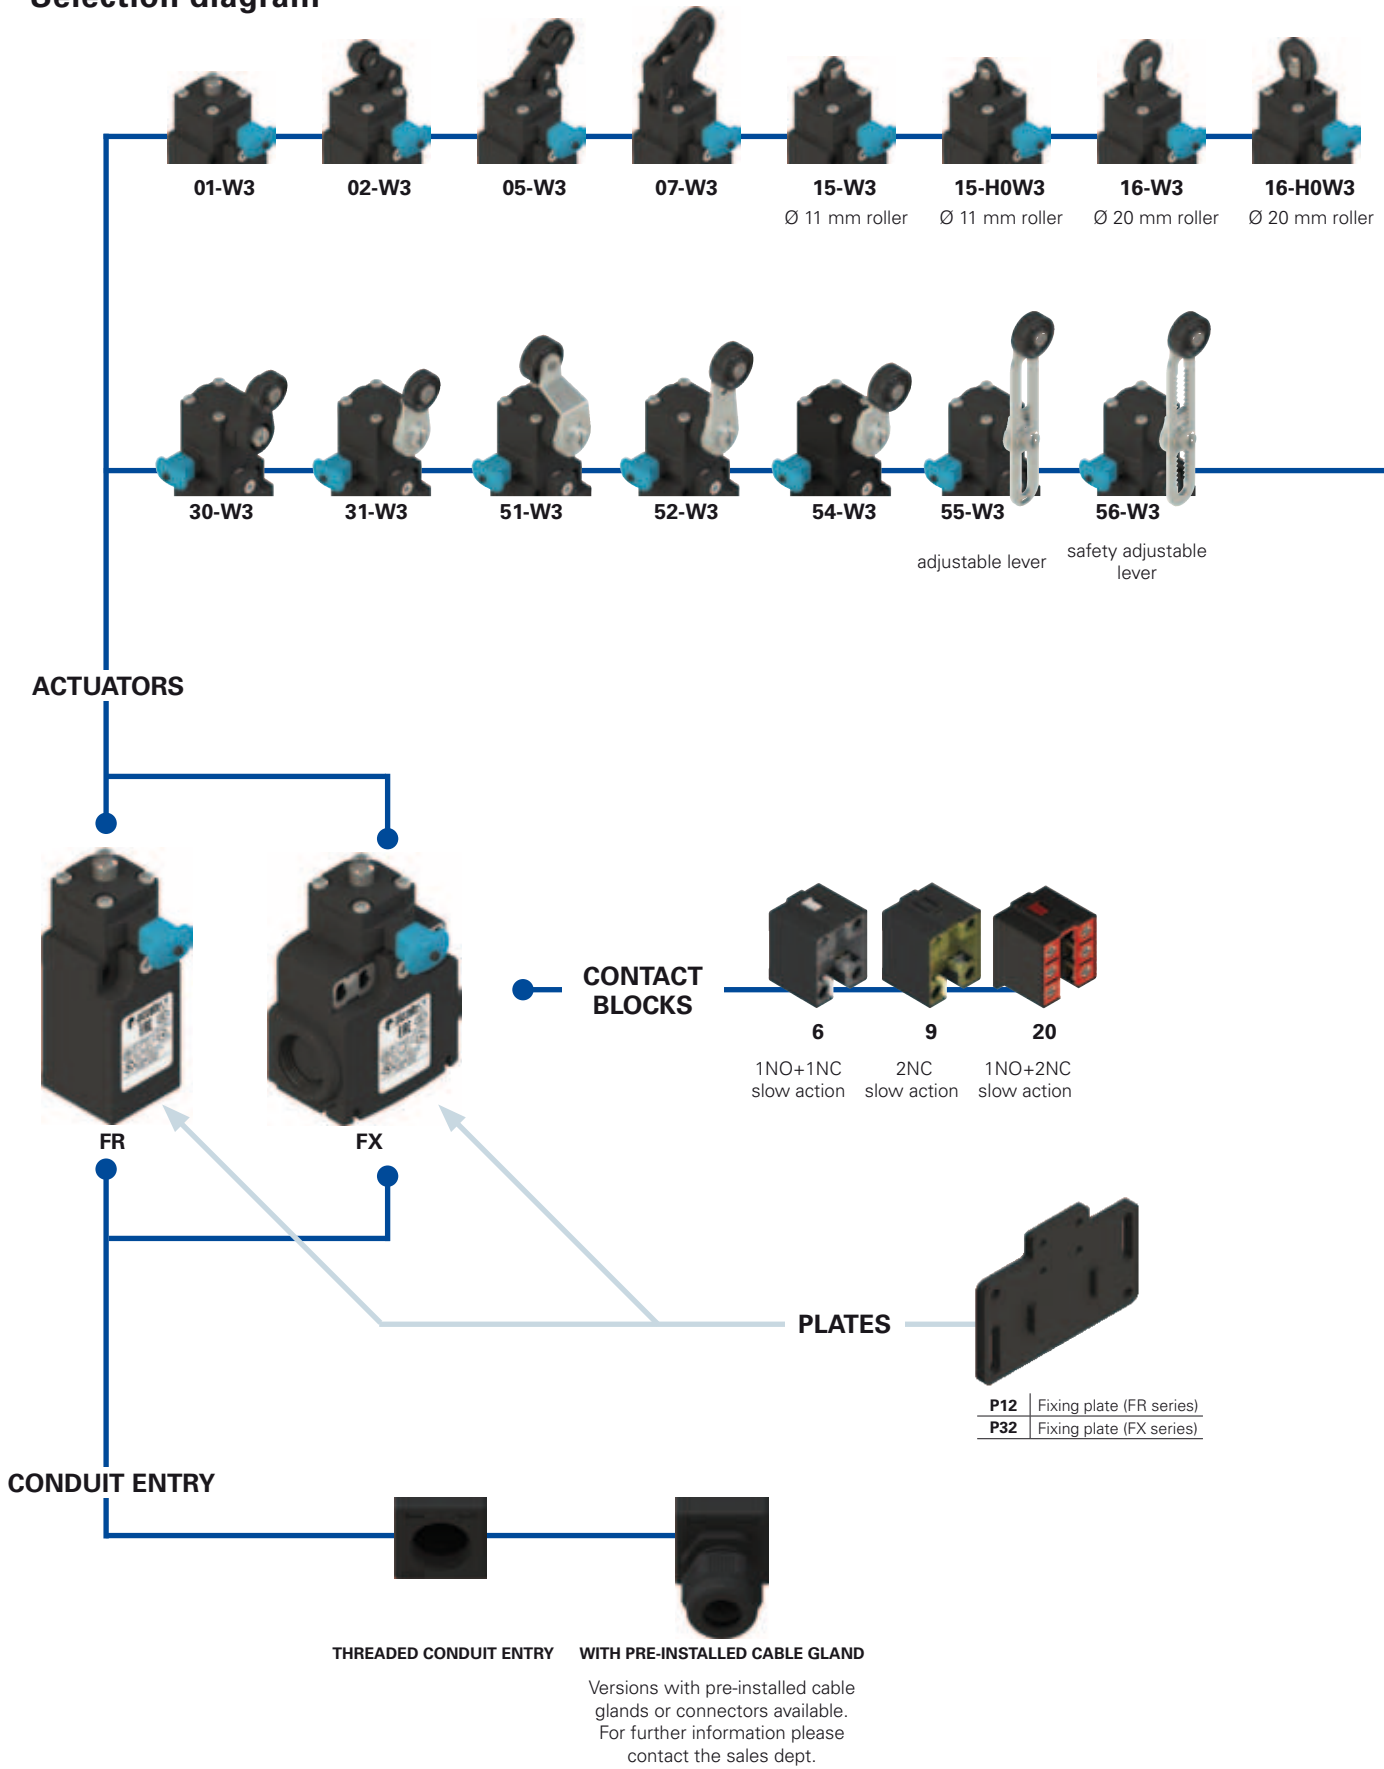 Selection diagram
01-W3
02-W3
05-W3
07-W3
15-W3
15-H0W3
16-W3
16-H0W3
Ø 11 mm roller
Ø 11 mm roller
Ø 20 mm roller
Ø 20 mm roller
30-W3
31-W3
51-W3
52-W3
54-W3
55-W3
56-W3
adjustable lever
safety adjustable
lever
ACTUATORS
CONTACT
BLOCKS
6
9
20
1NO+1NC
slow action
2NC
slow action
1NO+2NC
slow action
FR
FX
PLATES
P12 Fixing plate (FR series)
P32 Fixing plate (FX series)
CONDUIT ENTRY
THREADED CONDUIT ENTRY
WITH PRE-INSTALLED CABLE GLAND
Versions with pre-installed cable
glands or connectors available.
For further information please
contact the sales dept.